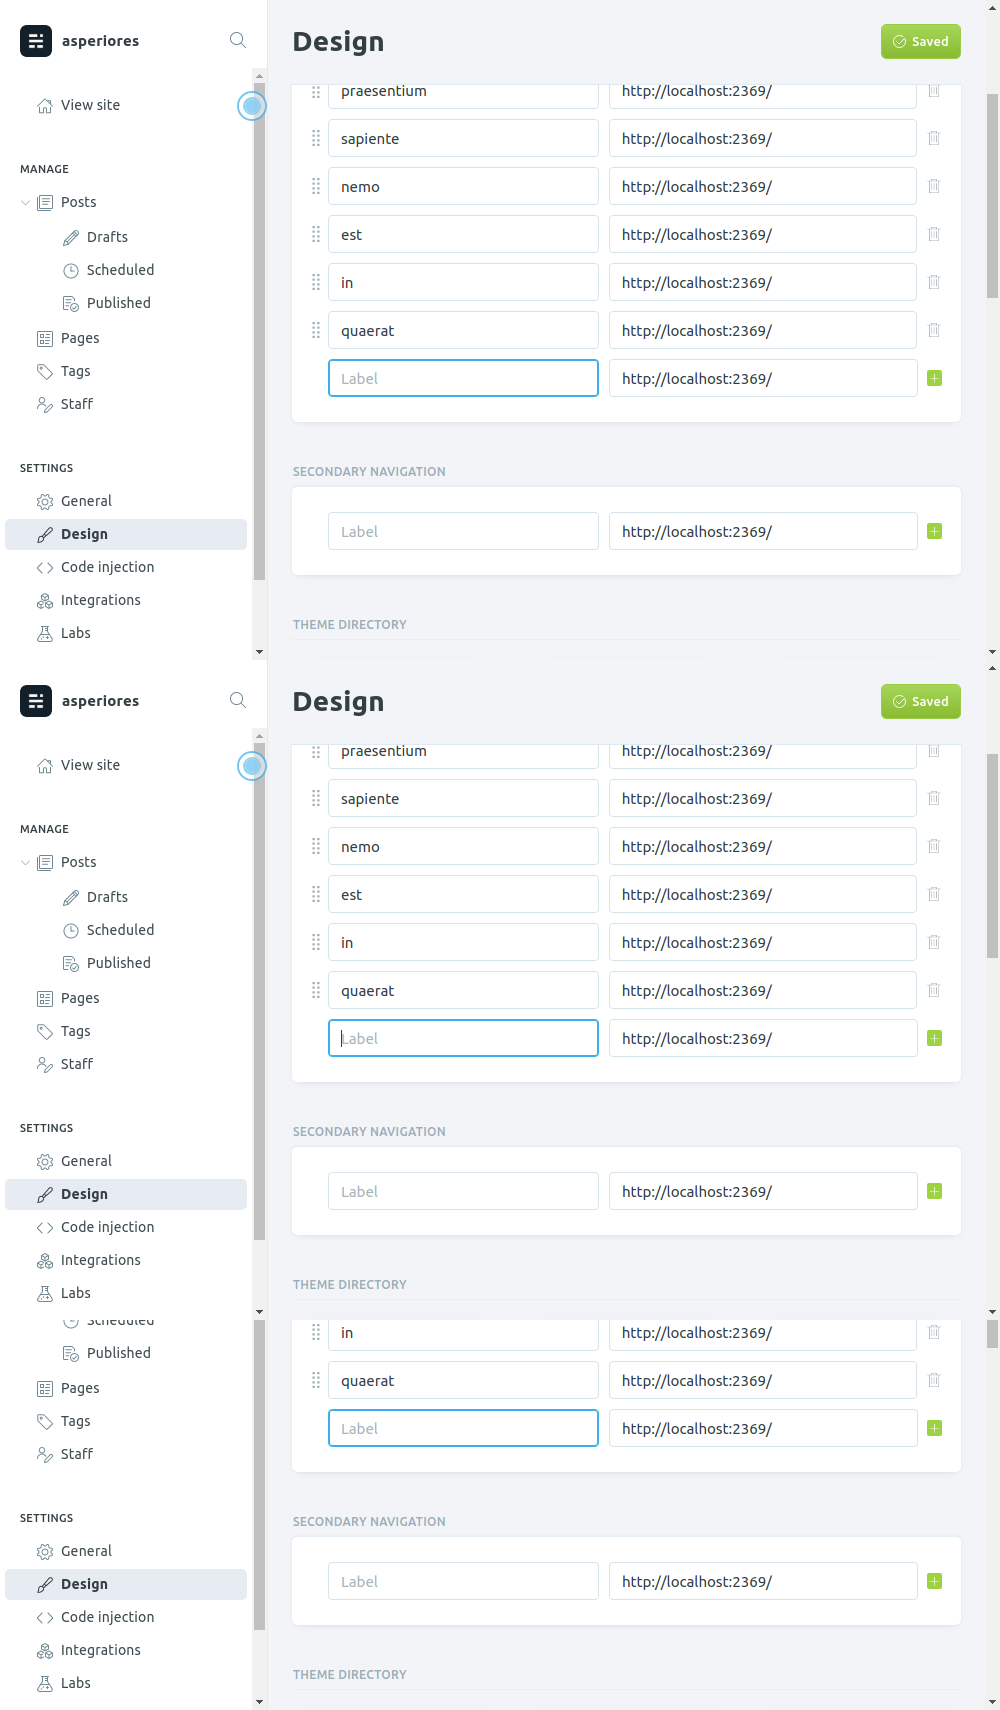 asperiores
View site
MANAGE
Posts
Drafts
Scheduled
Published
Pages
Tags
Staff
SETTINGS
General
Design
Code injection
Integrations
Labs
Design
Saved
praesentium http://localhost:2369/
sapiente http://localhost:2369/
nemo http://localhost:2369/
est http://localhost:2369/
in http://localhost:2369/
quaerat http://localhost:2369/
Label http://localhost:2369/
SECONDARY NAVIGATION
Label http://localhost:2369/
THEME DIRECTORY
asperiores
View site
MANAGE
Posts
Drafts
Scheduled
Published
Pages
Tags
Staff
SETTINGS
General
Design
Code injection
Integrations
Labs
Design
Saved
praesentium http://localhost:2369/
sapiente http://localhost:2369/
nemo http://localhost:2369/
est http://localhost:2369/
in http://localhost:2369/
quaerat http://localhost:2369/
Label http://localhost:2369/
SECONDARY NAVIGATION
Label http://localhost:2369/
THEME DIRECTORY
Scheduled
Published
Pages
Tags
Staff
SETTINGS
General
Design
Code injection
Integrations
Labs
in http://localhost:2369/
quaerat http://localhost:2369/
Label http://localhost:2369/
SECONDARY NAVIGATION
Label http://localhost:2369/
THEME DIRECTORY